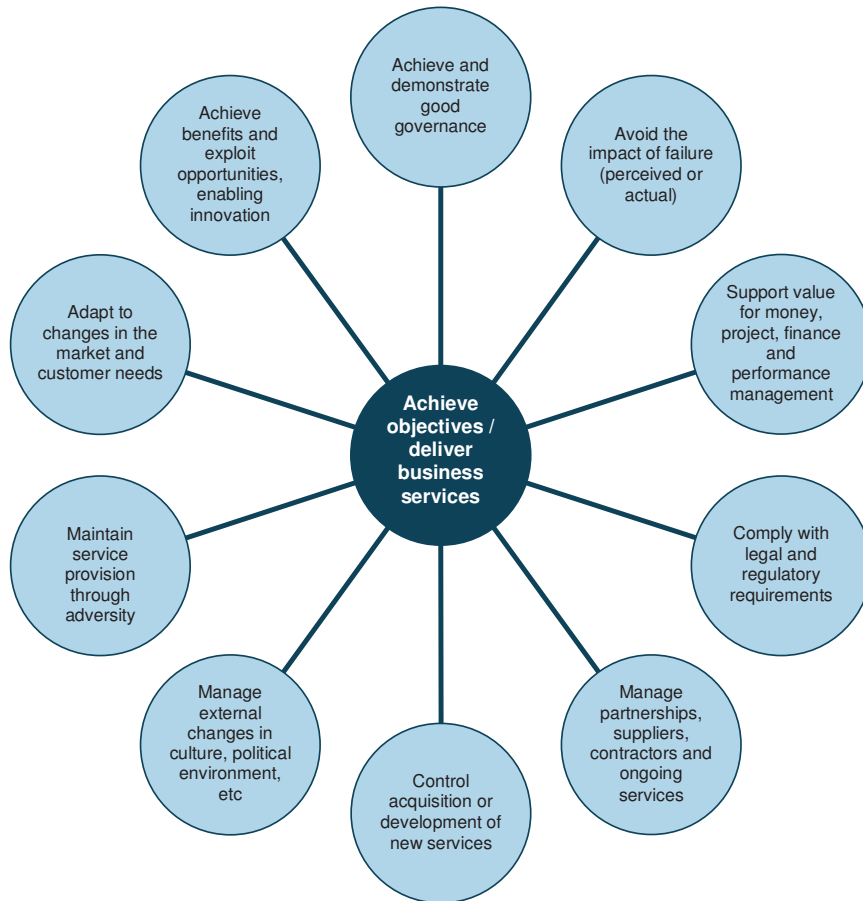 Achieve and
demonstrate
good
governance
Avoid the
impact of failure
(perceived or
actual)
Support value
for money,
project, finance
and
performance
management
Comply with
legal and
regulatory
requirements
Manage
partnerships,
suppliers,
contractors and
ongoing
services
Control
acquisition or
development of
new services
Manage
external
changes in
culture, political
environment,
etc
Maintain
service
provision
through
adversity
Adapt to
changes in the
market and
customer needs
Achieve
benefits and
exploit
opportunities,
enabling
innovation
Achieve
objectives /
deliver
business
services